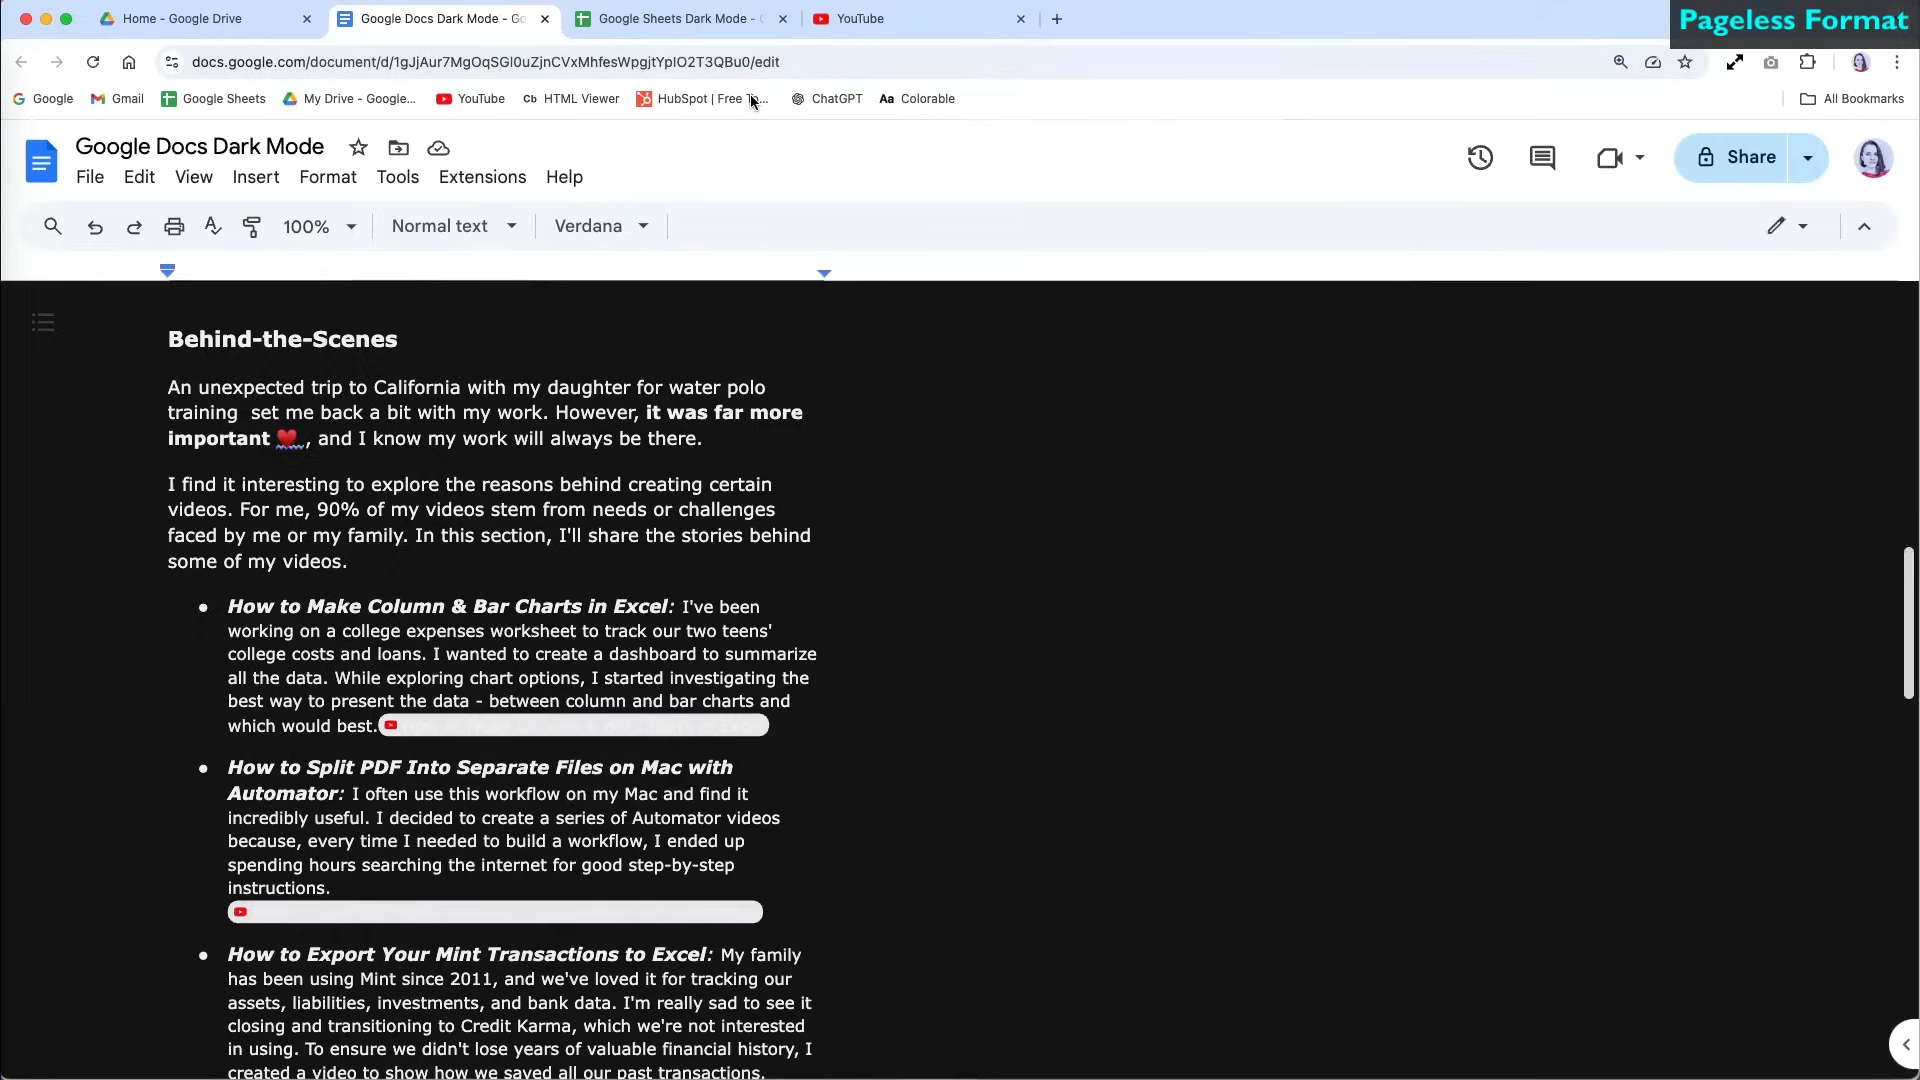 Home - Google Drive
Google Docs Dark Mode - Go
Google Sheets Dark Mode -
YouTube
Pageless Format
docs.google.com/document/d/1gJjAur7MgOqSGl0uZjnCVxMhfesWpgjtYplO2T3QBu0/edit
Google
Gmail
Google Sheets
My Drive - Google...
YouTube
Cb HTML Viewer
HubSpot | Free
ChatGPT
Aa Colorable
All Bookmarks
Google Docs Dark Mode
File Edit View Insert Format Tools Extensions Help
Share
100% Normal text Verdana
Behind-the-Scenes
An unexpected trip to California with my daughter for water polo
training set me back a bit with my work. However, it was far more
important ❤️, and I know my work will always be there.
I find it interesting to explore the reasons behind creating certain
videos. For me, 90% of my videos stem from needs or challenges
faced by me or my family. In this section, I'll share the stories behind
some of my videos.
● How to Make Column & Bar Charts in Excel: I've been
working on a college expenses worksheet to track our two teens'
college costs and loans. I wanted to create a dashboard to summarize
all the data. While exploring chart options, I started investigating the
best way to present the data - between column and bar charts and
which would best.
● How to Split PDF Into Separate Files on Mac with
Automator: I often use this workflow on my Mac and find it
incredibly useful. I decided to create a series of Automator videos
because, every time I needed to build a workflow, I ended up
spending hours searching the internet for good step-by-step
instructions.
● How to Export Your Mint Transactions to Excel: My family
has been using Mint since 2011, and we've loved it for tracking our
assets, liabilities, investments, and bank data. I'm really sad to see it
closing and transitioning to Credit Karma, which we're not interested
in using. To ensure we didn't lose years of valuable financial history, I
created a video to show how we saved all our past transactions.